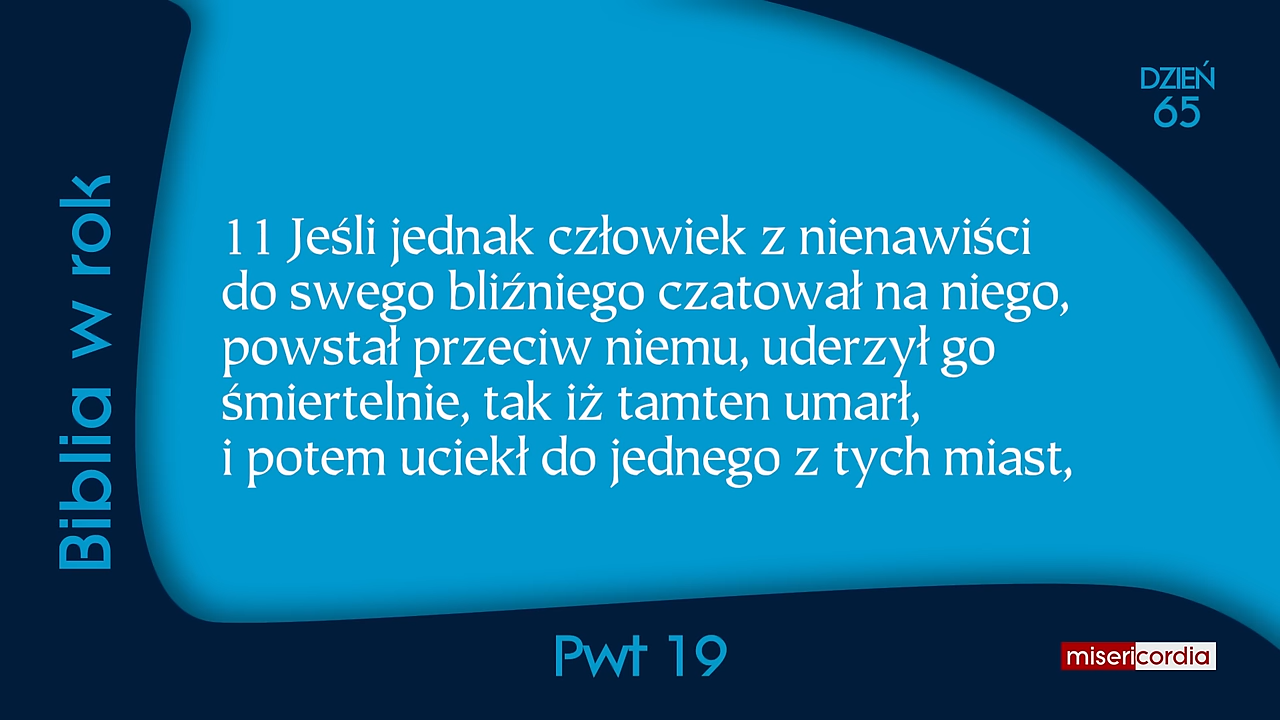 DZIEŃ
65
Biblia w rok
11 Jeśli jednak człowiek z nienawiści
do swego bliźniego czatował na niego,
powstał przeciw niemu, uderzył go
śmiertelnie, tak iż tamten umarł,
i potem uciekł do jednego z tych miast,
Pwt 19
misericordia